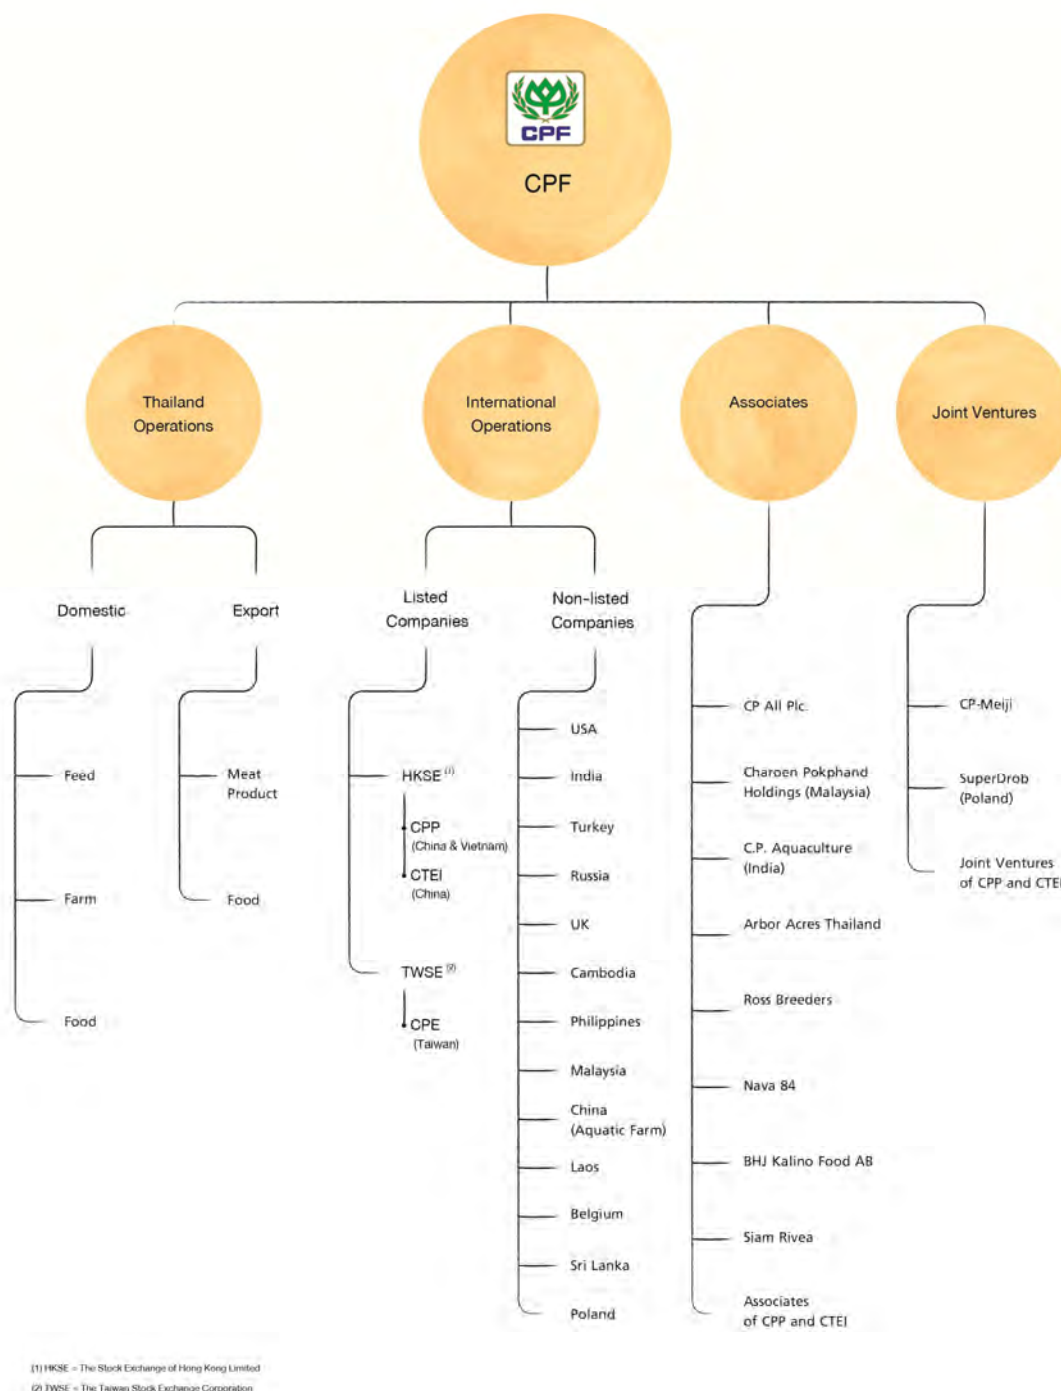 CPF
CPF
Thailand
Operations
International
Operations
Associates
Joint Ventures
Domestic
Export
Listed
Companies
Non-listed
Companies
Feed
Farm
Food
Meat
Product
Food
HKSE (1)
CPP
(China & Vietnam)
CTEI
(China)
TWSE (2)
CPE
(Taiwan)
USA
India
Turkey
Russia
UK
Cambodia
Philippines
Malaysia
China
(Aquatic Farm)
Laos
Belgium
Sri Lanka
Poland
CP All Plc.
Charoen Pokphand
Holdings (Malaysia)
C.P. Aquaculture
(India)
Arbor Acres Thailand
Ross Breeders
Nava 84
BHJ Kalino Food AB
Siam Rivea
Associates
of CPP and CTEI
CP-Meiji
SuperDrob
(Poland)
Joint Ventures
of CPP and CTEI
(1) HKSE = The Stock Exchange of Hong Kong Limited
(2) TWSE = The Taiwan Stock Exchange Corporation